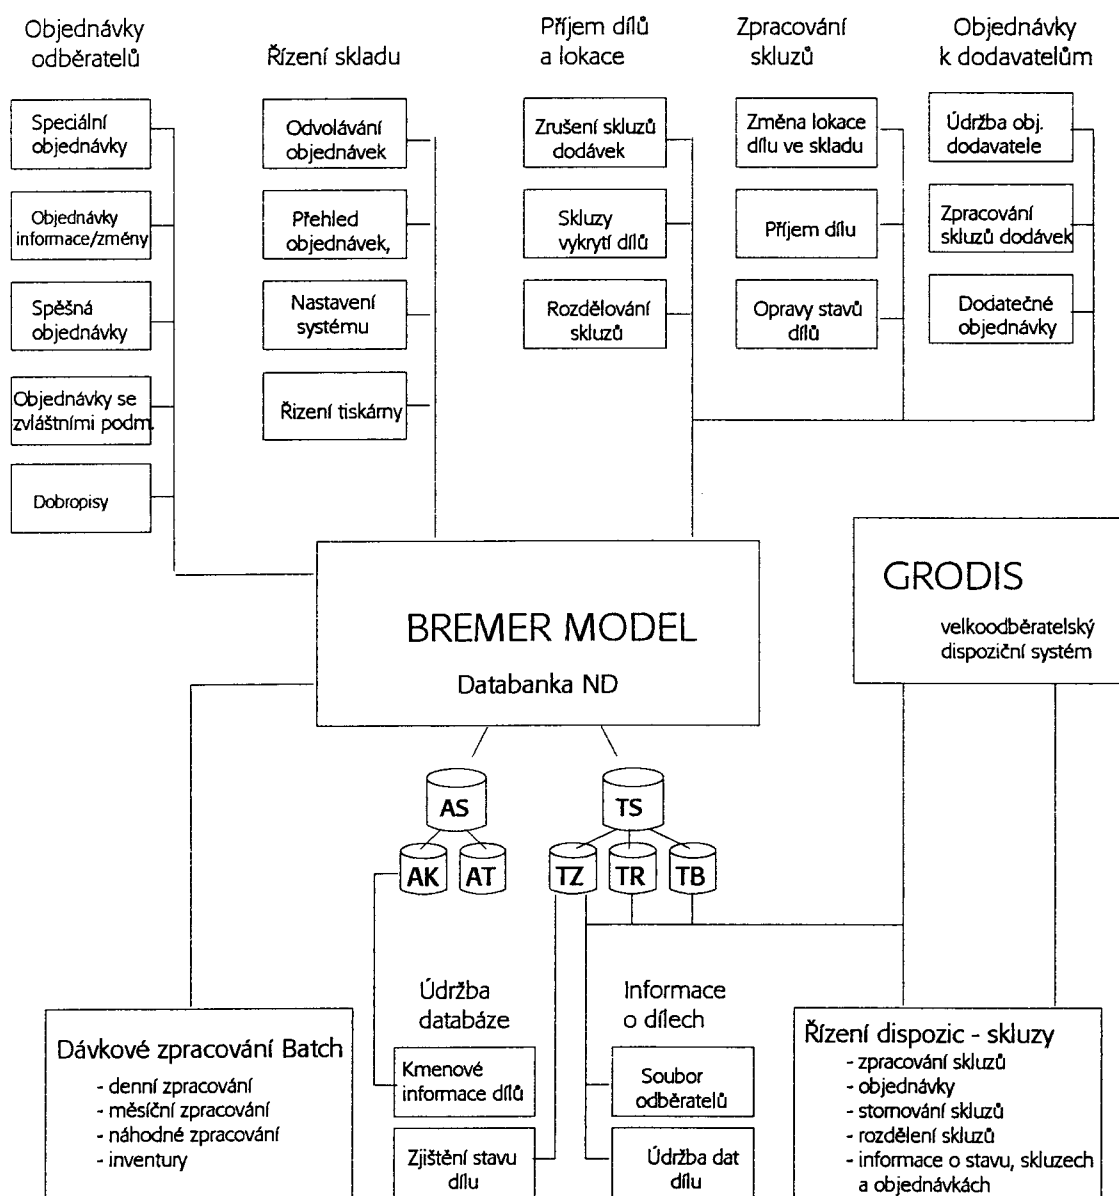 Objednávky
odběratelů
Speciální
objednávky
Objednávky
informace/změny
Spěšná
objednávky
Objednávky se
zvláštními podm.
Dobropisy
Řízení skladu
Odvolávání
objednávek
Přehled
objednávek,
Nastavení
systému
Řizení tiskárny
Příjem dílů
a lokace
Zrušení skluzů
dodávek
Skluzy
vykrytí dílů
Rozdělování
skluzů
Zpracování
skluzů
Změna lokace
dílu ve skladu
Příjem dílu
Opravy stavů
dílů
Objednávky
k dodavatelům
Údržba obj.
dodavatele
Zpracování
skluzů dodávek
Dodatečné
objednávky
BREMER MODEL
Databanka ND
GRODIS
velkoodběratelský
dispoziční systém
AS
TS
AK
AT
TZ
TR
TB
Dávkové zpracování Batch
- denní zpracování
- měsíční zpracování
- náhodné zpracování
- inventury
Údržba
databáze
Kmenové
informace dílů
Zjištění stavu
dílu
Informace
o dílech
Soubor
odběratelů
Údržba dat
dílu
Řízení dispozic - skluzy
- zpracování skluzů
- objednávky
- stornování skluzů
- rozdělení skluzů
- informace o stavu, skluzech
a objednávkách